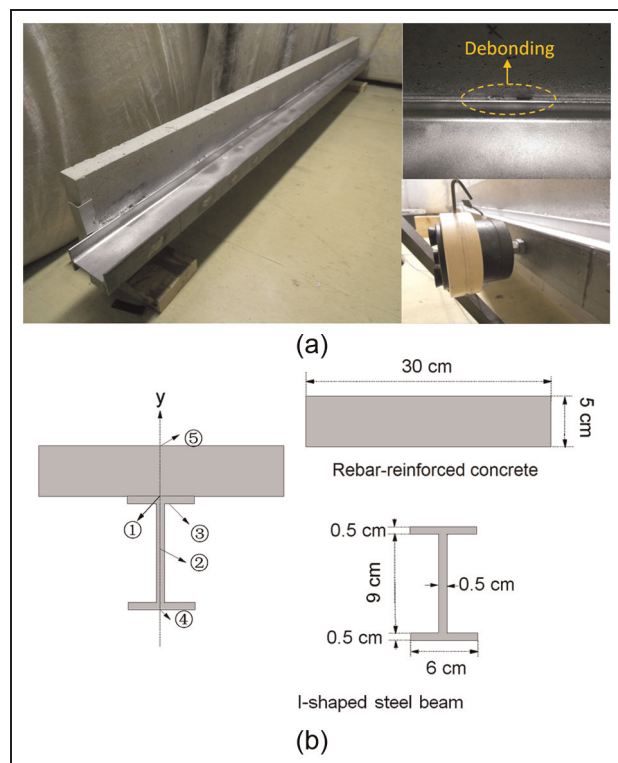 Debonding
(a)
30 cm
y
5 cm
⑤
Rebar-reinforced concrete
①
③
0.5 cm
②
9 cm
0.5 cm
④
0.5 cm
6 cm
I-shaped steel beam
(b)